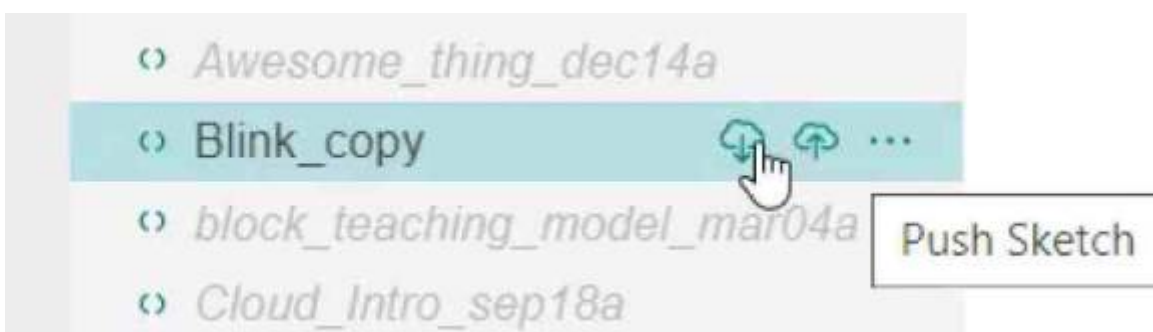 Awesome_thing_dec14a
Blink_copy
block_teaching_model_mar04a
Push Sketch
Cloud_Intro_sep18a